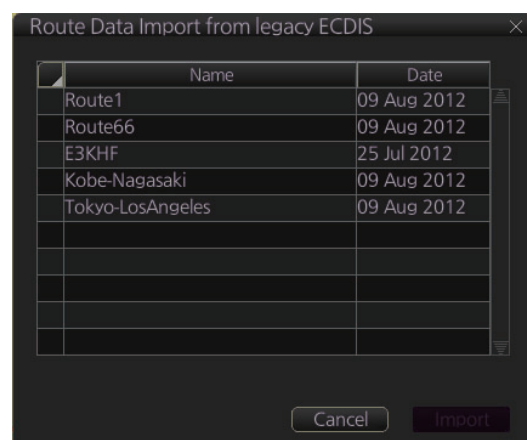 Route Data Import from legacy ECDIS
Name Date
Route1 09 Aug 2012
Route66 09 Aug 2012
E3KHF 25 Jul 2012
Kobe-Nagasaki 09 Aug 2012
Tokyo-LosAngeles 09 Aug 2012
Cancel Import